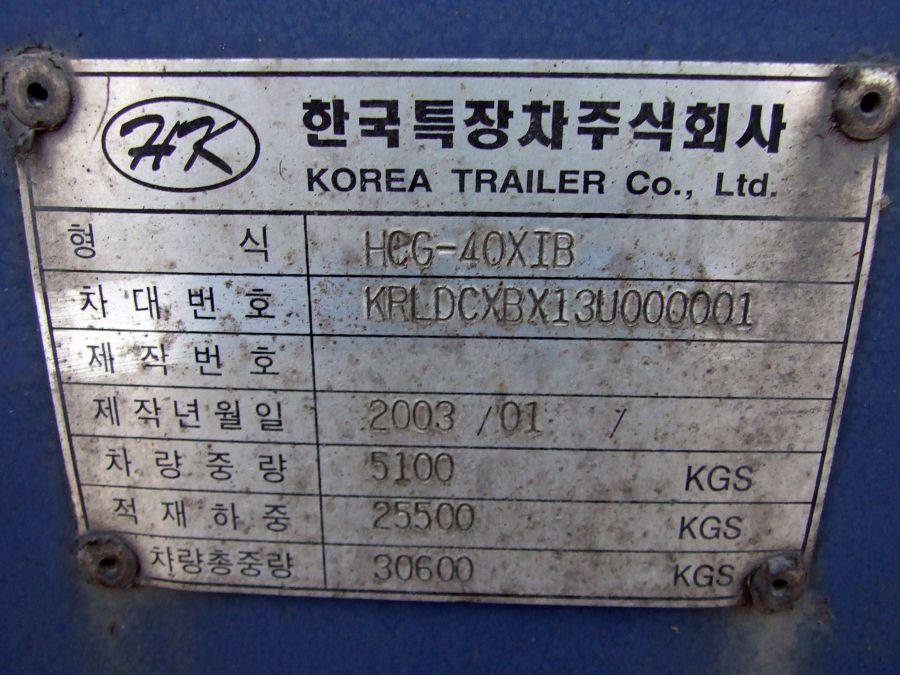 HK 한국특장차주식회사
KOREA TRAILER Co., Ltd.
형 식 HCG-40XIB
차대번호 KRLDCXBX13U000001
제작번호
제작년월일 2003 /01 /
차량중량 5100 KGS
적재하중 25500 KGS
차량총중량 30600 KGS